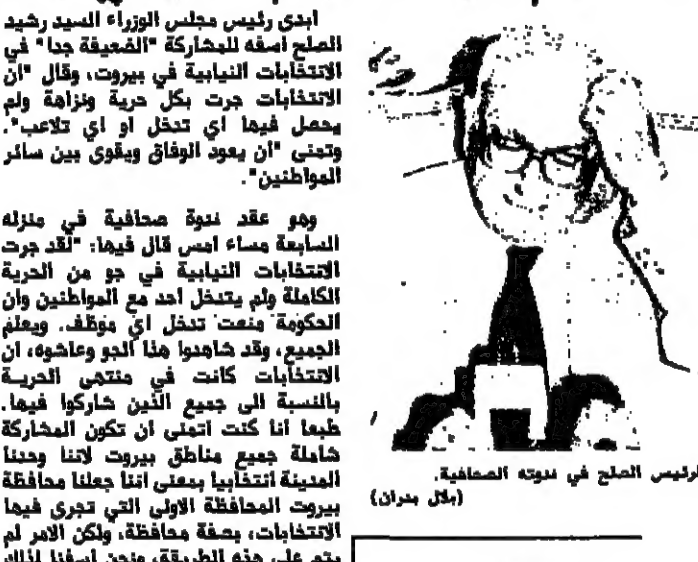 ابدى رئيس مجلس الوزراء السيد رشيد
الصلح اسفه للمشاركة "الضعيفة جدا" في
الانتخابات النيابية في بيروت، وقال "ان
الانتخابات جرت بكل حرية ونزاهة ولم
يحصل فيها اي تدخل او اي تلاعب".
وتمنى "ان يعود الوفاق ويقوى بين سائر
المواطنين".
وهو عقد ندوة صحافية في منزله
السابعة مساء امس قال فيها: "لقد جرت
الانتخابات النيابية في جو من الحرية
الكاملة ولم يتدخل احد مع المواطنين وان
الحكومة منعت تدخل اي موظف. ويعلم
الجميع، وقد شاهدوا هذا الجو وعاشوه، ان
الانتخابات كانت في منتهى الحرية
بالنسبة الى جميع الذين شاركوا فيها.
طبعا انا كنت اتمنى ان تكون المشاركة
شاملة جميع مناطق بيروت لاننا وحدنا
المدينة انتخابيا بمعنى اننا جعلنا محافظة
بيروت المحافظة الاولى التي تجرى فيها
الانتخابات، بصفة محافظة، ولكن الامر لم
يتم على هذه الطريقة، ونحن اسفنا لذلك
الرئيس الصلح في ندوته الصحافية.
(بلال بدران)